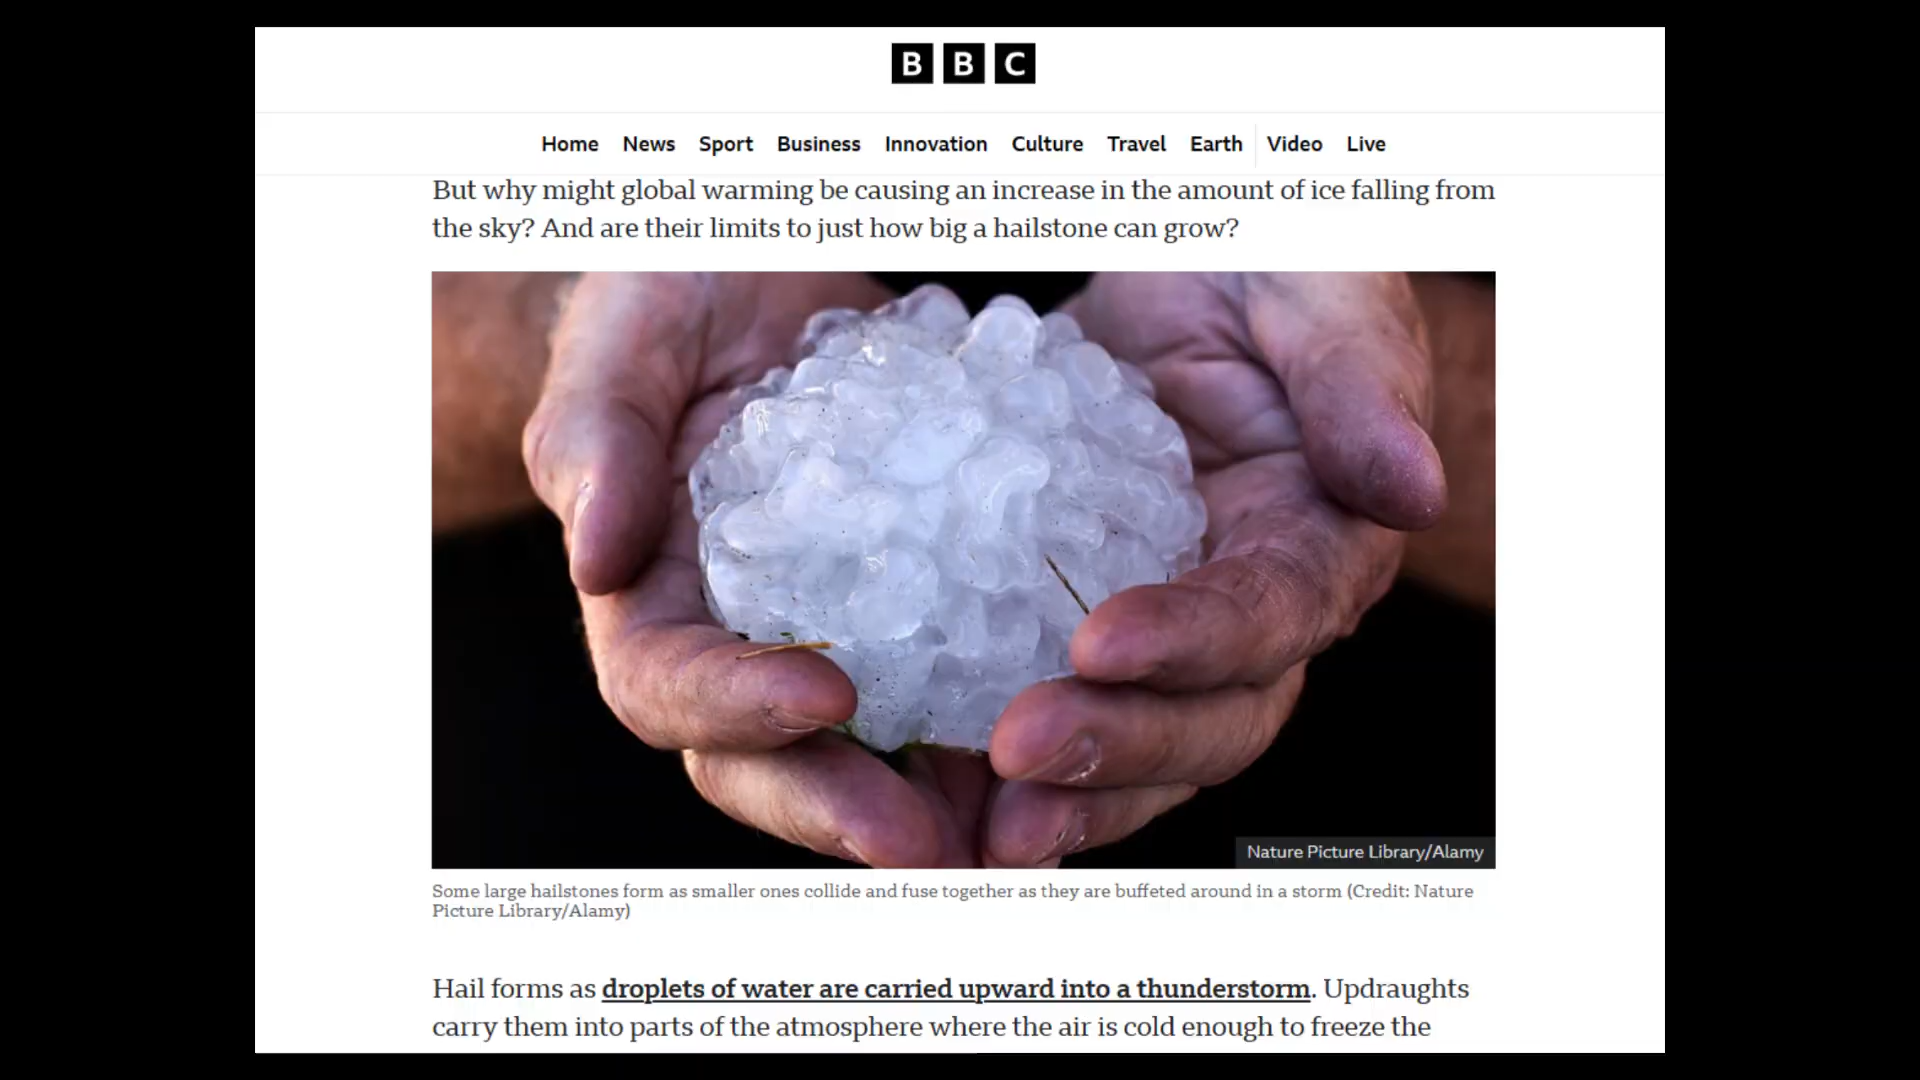 BBC
Home News Sport Business Innovation Culture Travel Earth Video Live
But why might global warming be causing an increase in the amount of ice falling from
the sky? And are their limits to just how big a hailstone can grow?
Nature Picture Library/Alamy
Some large hailstones form as smaller ones collide and fuse together as they are buffeted around in a storm (Credit: Nature
Picture Library/Alamy)
Hail forms as droplets of water are carried upward into a thunderstorm. Updraughts
carry them into parts of the atmosphere where the air is cold enough to freeze the